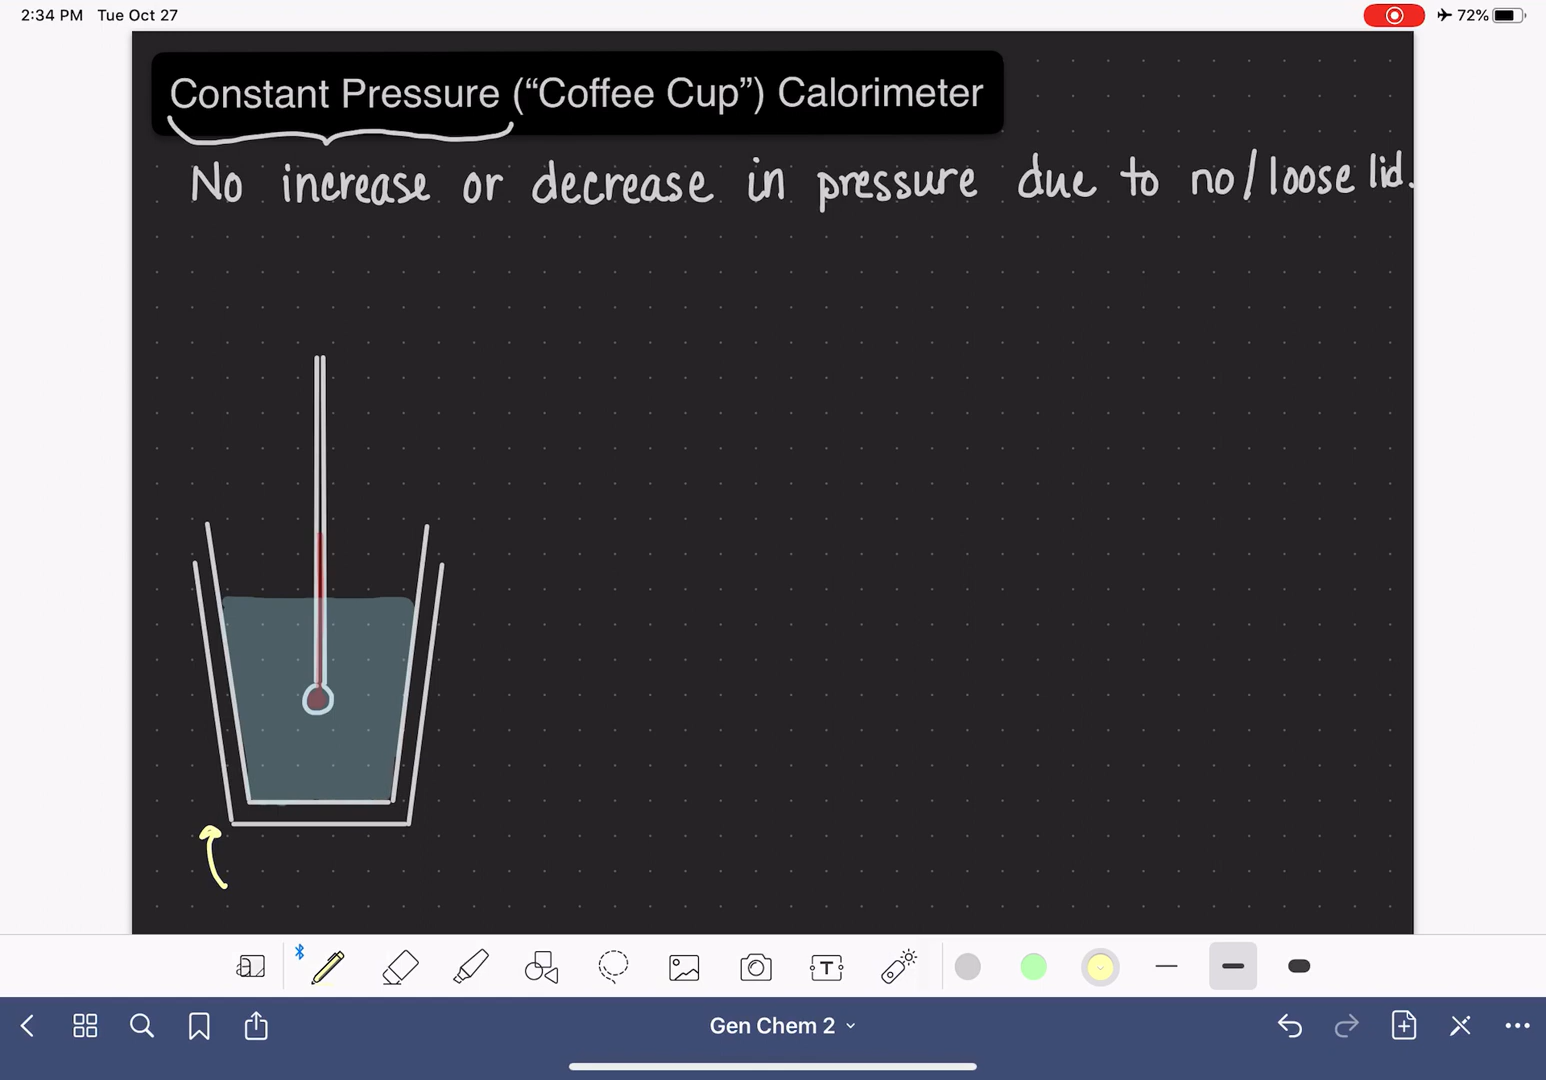 2:34 PM Tue Oct 27
72%
Constant Pressure (“Coffee Cup”) Calorimeter
No increase or decrease in pressure due to no/loose lid.
T
Gen Chem 2